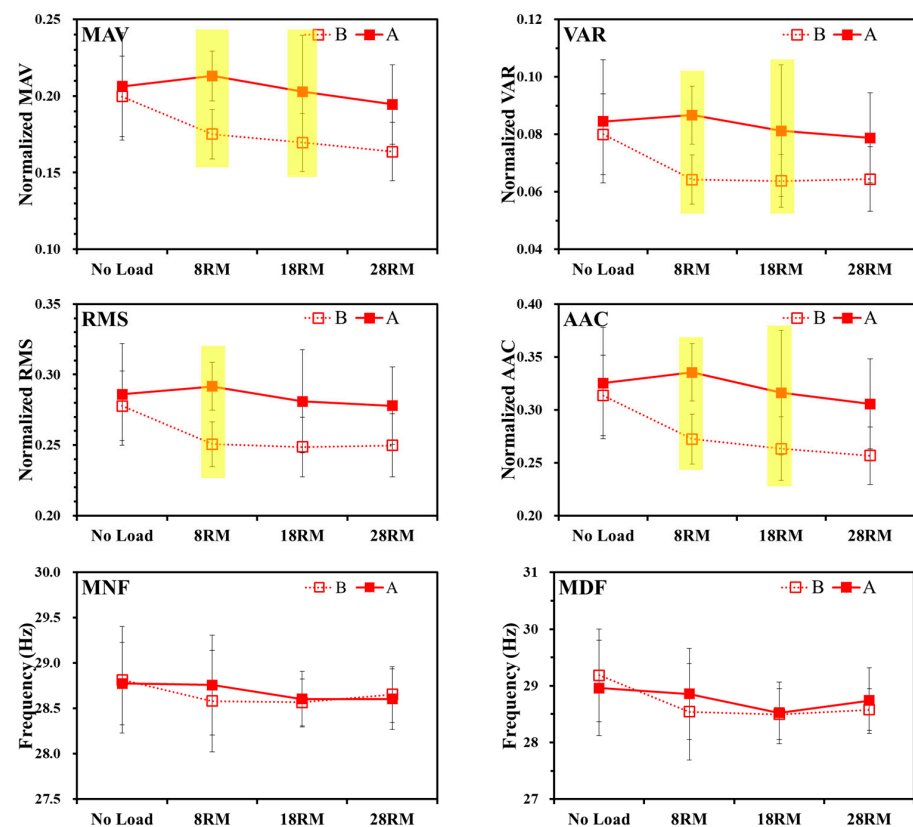 MAV
B A
Normalized MAV
0.25
0.20
0.15
0.10
No Load 8RM 18RM 28RM
VAR
B A
Normalized VAR
0.12
0.10
0.08
0.06
0.04
No Load 8RM 18RM 28RM
RMS
B A
Normalized RMS
0.35
0.30
0.25
0.20
No Load 8RM 18RM 28RM
AAC
B A
Normalized AAC
0.40
0.35
0.30
0.25
0.20
No Load 8RM 18RM 28RM
MNF
B A
Frequency (Hz)
30.0
29.5
29.0
28.5
28.0
27.5
No Load 8RM 18RM 28RM
MDF
B A
Frequency (Hz)
31
30
29
28
27
No Load 8RM 18RM 28RM